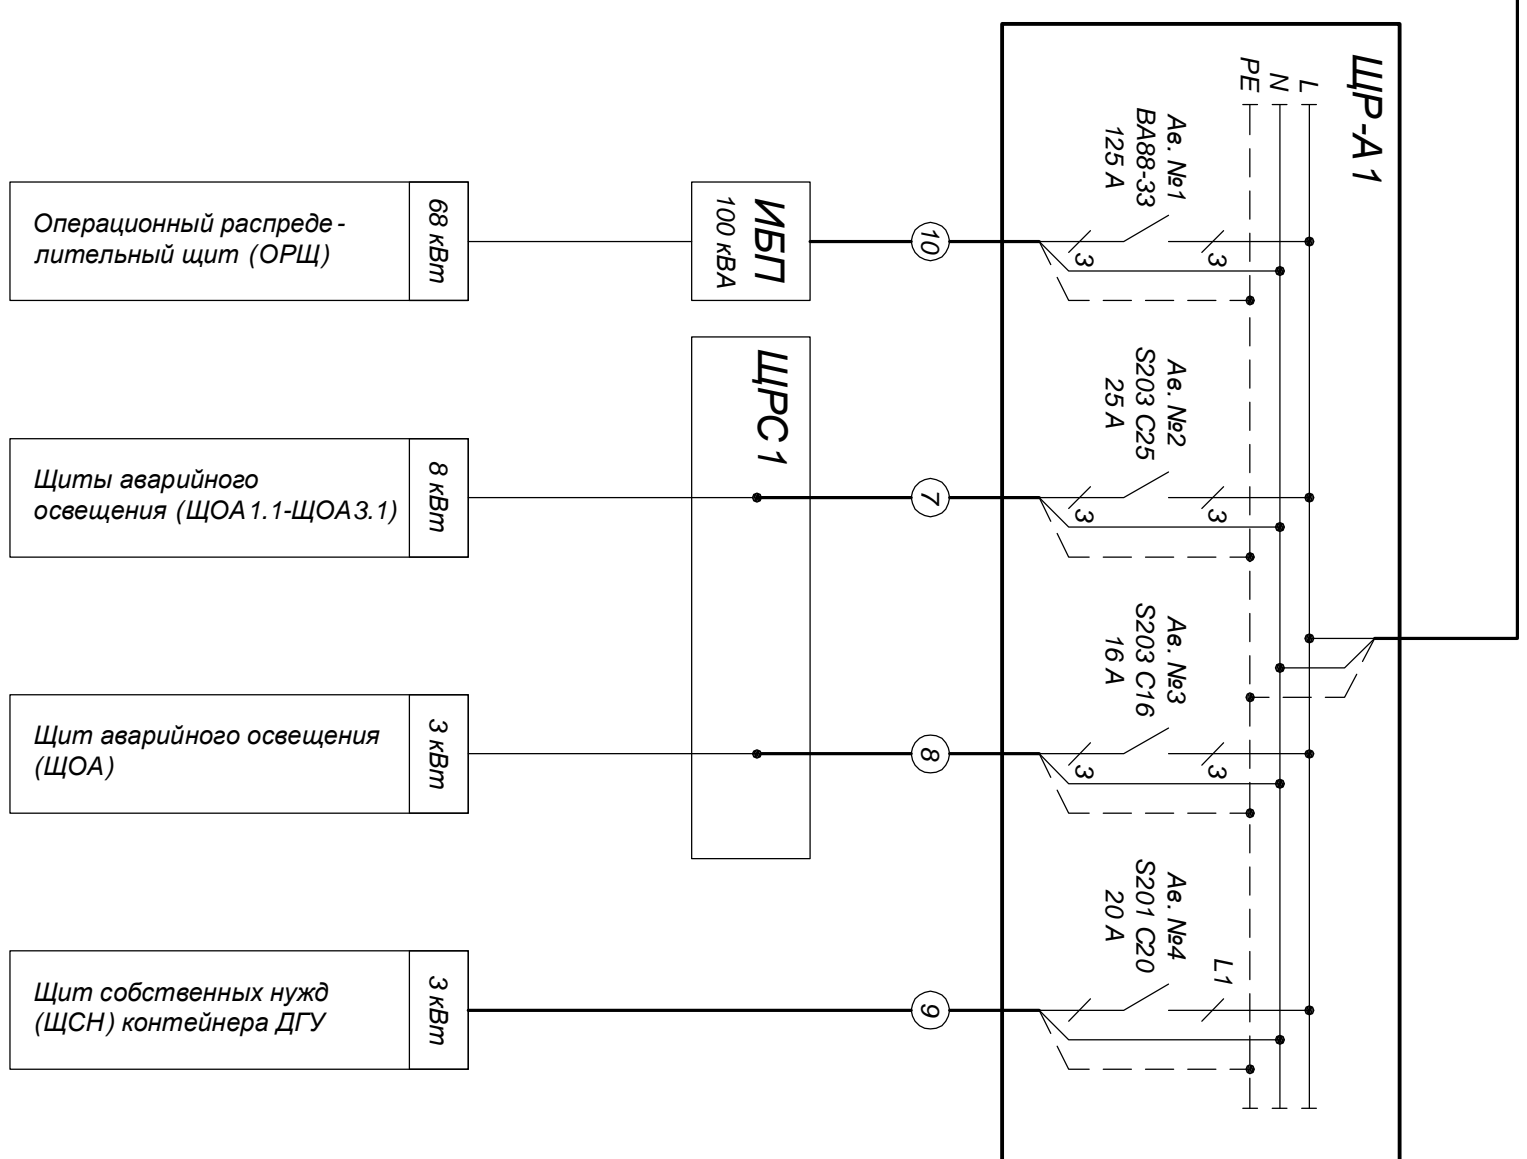 ЩР-А1
L
N
PE
Ав. №1
ВА88-33
125 А
3
3
10
ИБП
100 кВА
68 кВт
Операционный распреде-
лительный щит (ОРЩ)
Ав. №2
S203 C25
25 А
3
3
7
ЩРС1
8 кВт
Щиты аварийного
освещения (ЩОА1.1-ЩОА3.1)
Ав. №3
S203 C16
16 А
3
3
8
3 кВт
Щит аварийного освещения
(ЩОА)
Ав. №4
S201 C20
20 А
L1
9
3 кВт
Щит собственных нужд
(ЩСН) контейнера ДГУ